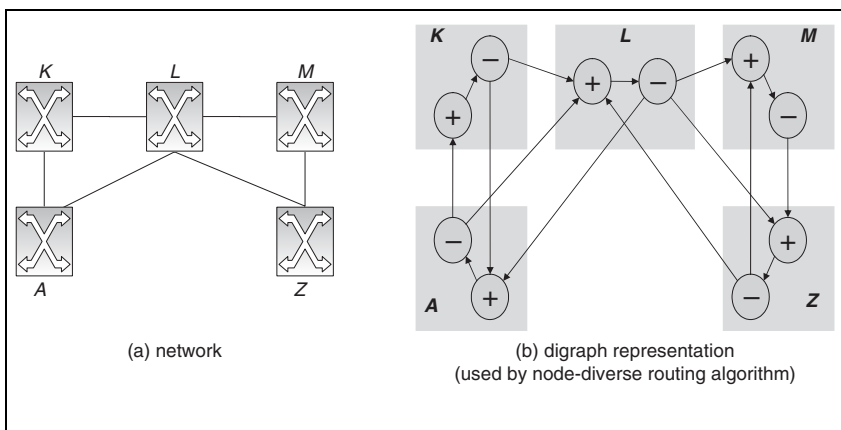 K L M
A Z
(a) network
K L M
− + − +
+ −
− +
+ −
A Z
(b) digraph representation
(used by node-diverse routing algorithm)